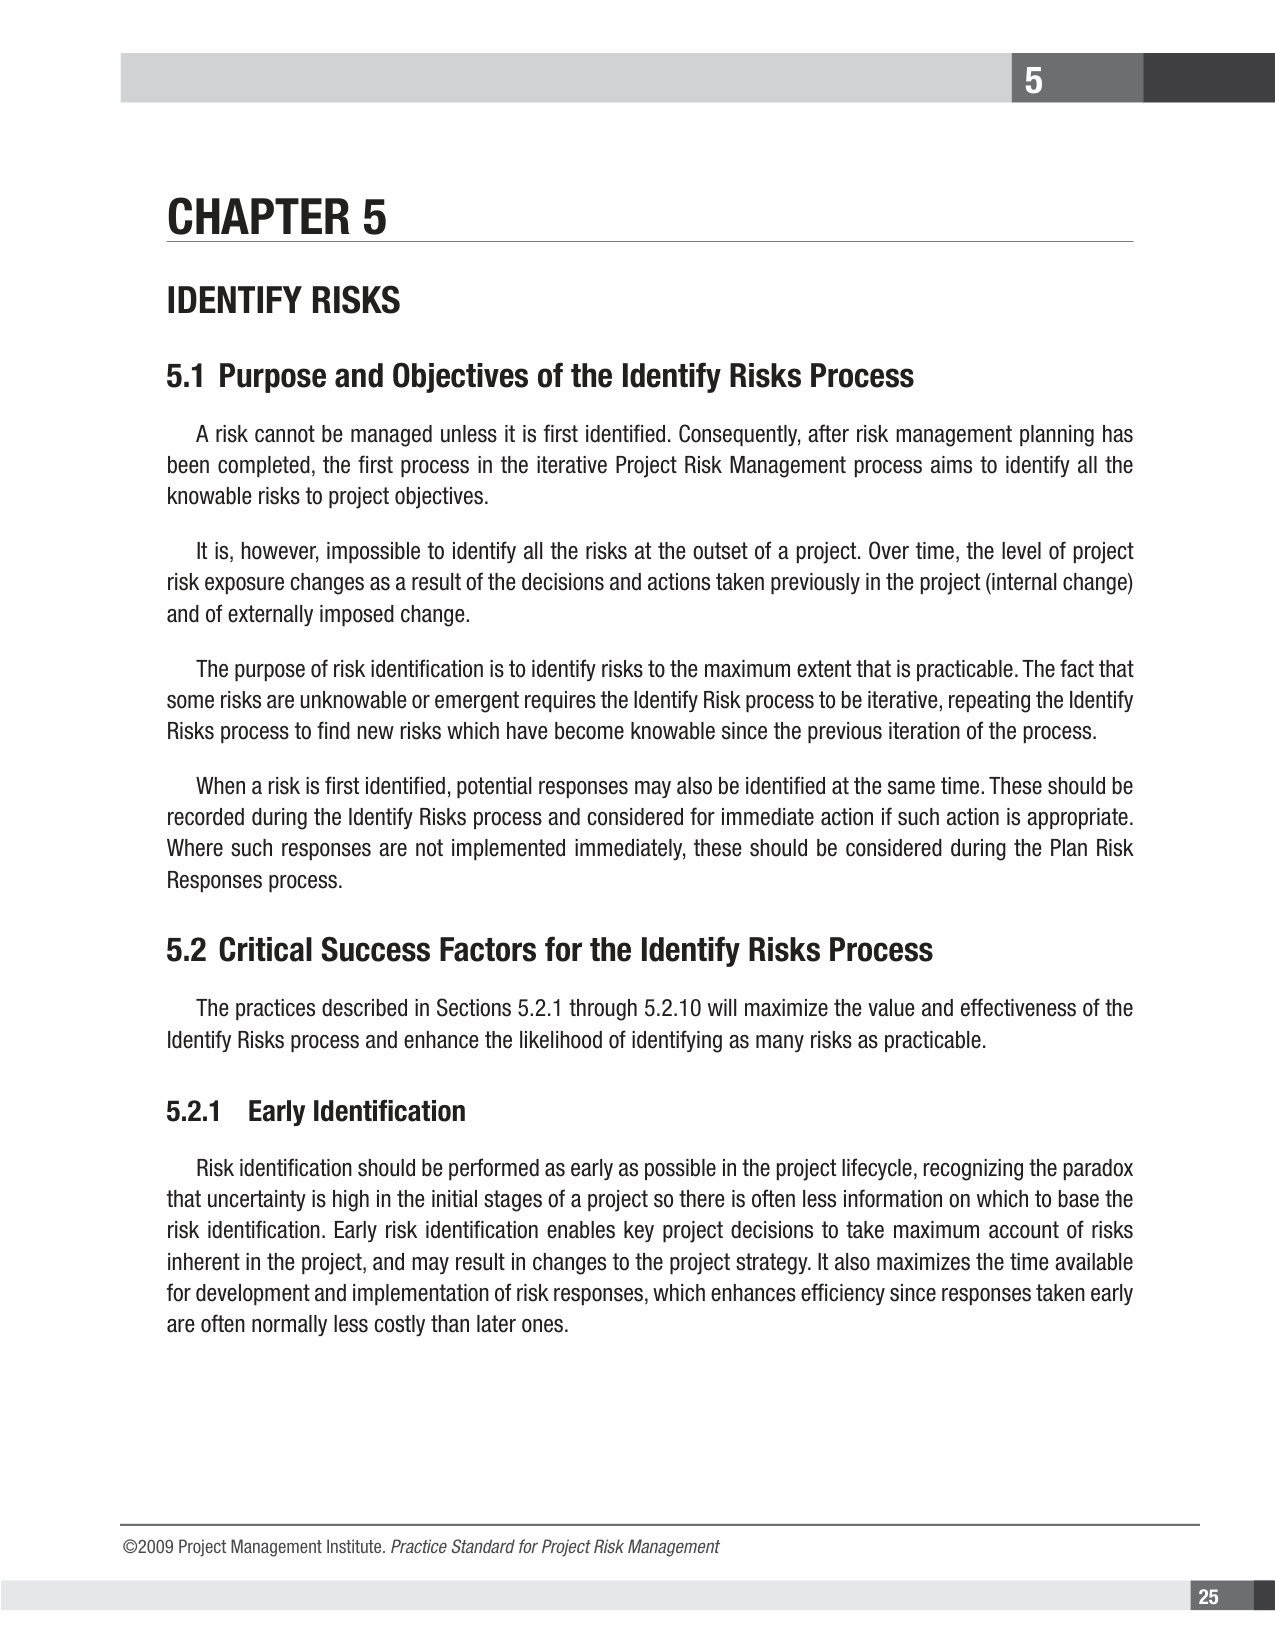 5
CHAPTER 5
IDENTIFY RISKS
5.1 Purpose and Objectives of the Identify Risks Process
A risk cannot be managed unless it is first identified. Consequently, after risk management planning has
been completed, the first process in the iterative Project Risk Management process aims to identify all the
knowable risks to project objectives.
It is, however, impossible to identify all the risks at the outset of a project. Over time, the level of project
risk exposure changes as a result of the decisions and actions taken previously in the project (internal change)
and of externally imposed change.
The purpose of risk identification is to identify risks to the maximum extent that is practicable. The fact that
some risks are unknowable or emergent requires the Identify Risk process to be iterative, repeating the Identify
Risks process to find new risks which have become knowable since the previous iteration of the process.
When a risk is first identified, potential responses may also be identified at the same time. These should be
recorded during the Identify Risks process and considered for immediate action if such action is appropriate.
Where such responses are not implemented immediately, these should be considered during the Plan Risk
Responses process.
5.2 Critical Success Factors for the Identify Risks Process
The practices described in Sections 5.2.1 through 5.2.10 will maximize the value and effectiveness of the
Identify Risks process and enhance the likelihood of identifying as many risks as practicable.
5.2.1 Early Identification
Risk identification should be performed as early as possible in the project lifecycle, recognizing the paradox
that uncertainty is high in the initial stages of a project so there is often less information on which to base the
risk identification. Early risk identification enables key project decisions to take maximum account of risks
inherent in the project, and may result in changes to the project strategy. It also maximizes the time available
for development and implementation of risk responses, which enhances efficiency since responses taken early
are often normally less costly than later ones.
©2009 Project Management Institute. Practice Standard for Project Risk Management
25